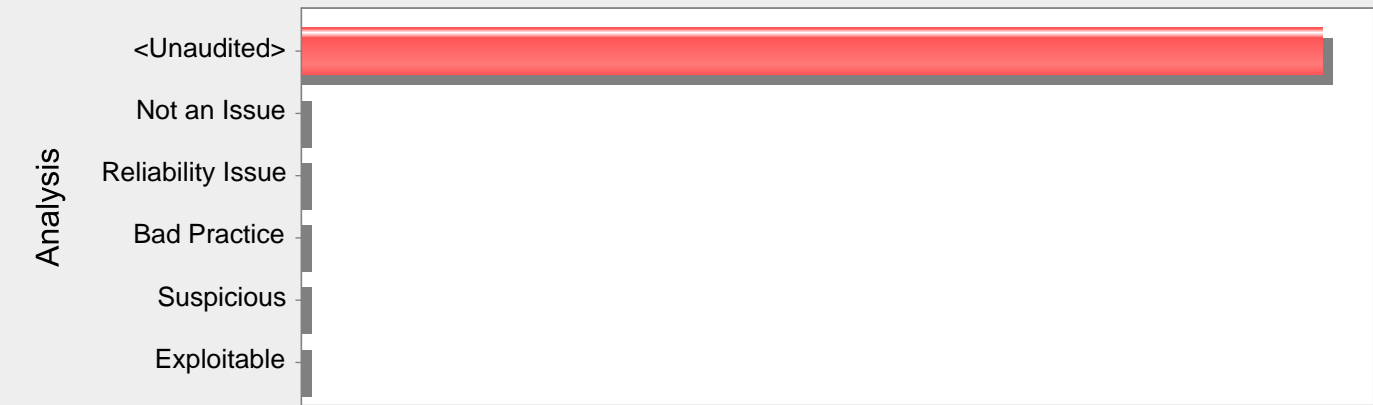 <Unaudited>
Not an Issue
Reliability Issue
Bad Practice
Suspicious
Exploitable
Analysis